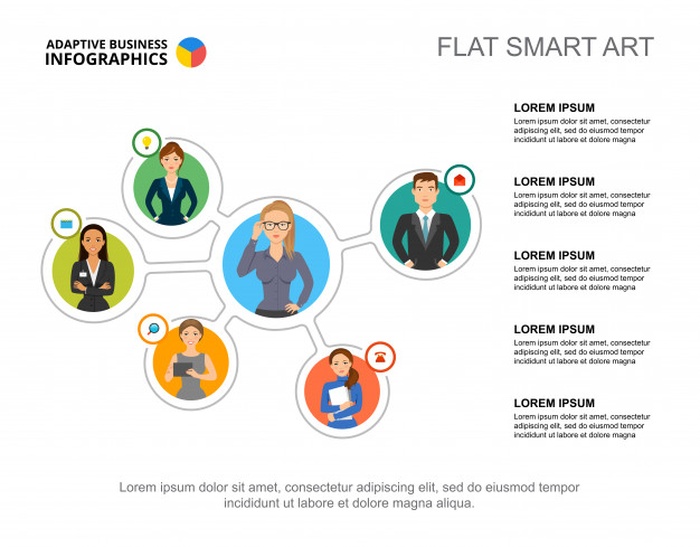 ADAPTIVE BUSINESS
INFOGRAPHICS
FLAT SMART ART
LOREM IPSUM
Lorem ipsum dolor sit amet, consectetur
adipiscing elit, sed do eiusmod tempor
incididunt ut labore et dolore
magna aliqua
LOREM IPSUM
Lorem ipsum dolor sit amet, consectetur
adipiscing elit, sed do eiusmod tempor
incididunt ut labore et dolore
magna aliqua
LOREM IPSUM
Lorem ipsum dolor sit amet, consectetur
adipiscing elit, sed do eiusmod tempor
incididunt ut labore et dolore
magna aliqua
LOREM IPSUM
Lorem ipsum dolor sit amet, consectetur
adipiscing elit, sed do eiusmod tempor
incididunt ut labore et dolore
magna aliqua
LOREM IPSUM
Lorem ipsum dolor sit amet, consectetur
adipiscing elit, sed do eiusmod tempor
incididunt ut labore et dolore
magna aliqua
Lorem ipsum dolor sit amet, consectetur adipiscing elit, sed do eiusmod tempor
incididunt ut labore et dolore magna aliqua.